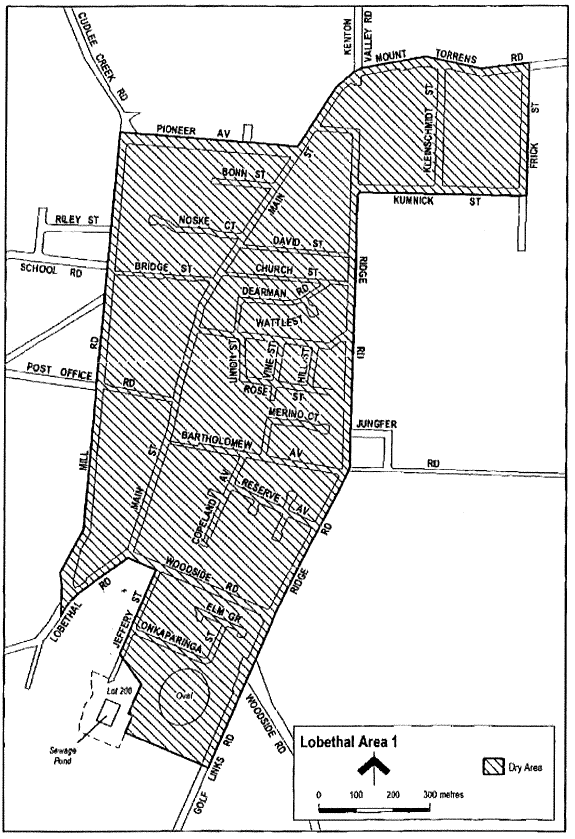 CUDLEE CREEK RD
KENTON
VALLEY RD
MOUNT TORRENS RD
PIONEER AV
BONN ST
MAIN ST
KLEINSCHMIDT ST
FRICK ST
KUMNICK ST
RILEY ST
NOSKE CT
SCHOOL RD
BRIDGE ST
DAVID ST
CHURCH ST
RIDGE RD
DEARMAN RD
WATTLE ST
UNION ST
VINE ST
HILL ST
POST OFFICE RD
ROSE ST
MERINO CT
MILL RD
MAIN ST
BARTHOLOMEW AV
JUNGFER RD
COPELAND AV
RESERVE AV
RIDGE RD
WOODSIDE RD
LOBETHAL RD
JEFFERY ST
ELM GR
ONKAPARINGA ST
Lot 200
Oval
Sewage
Pond
WOODSIDE RD
GOLF LINKS RD
Lobethal Area 1
Dry Area
0 100 200 300 metres